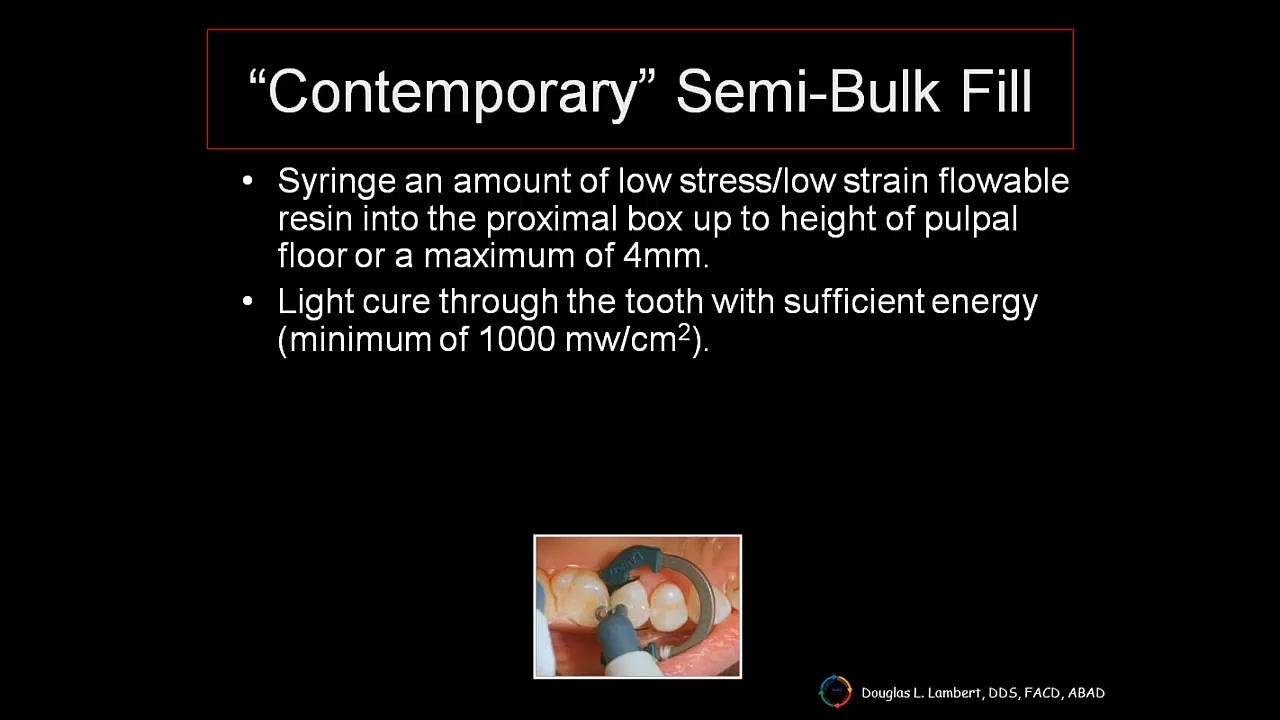 “Contemporary” Semi-Bulk Fill
• Syringe an amount of low stress/low strain flowable
resin into the proximal box up to height of pulpal
floor or a maximum of 4mm.
• Light cure through the tooth with sufficient energy
(minimum of 1000 mw/cm²).
Douglas L. Lambert, DDS, FACD, ABAD